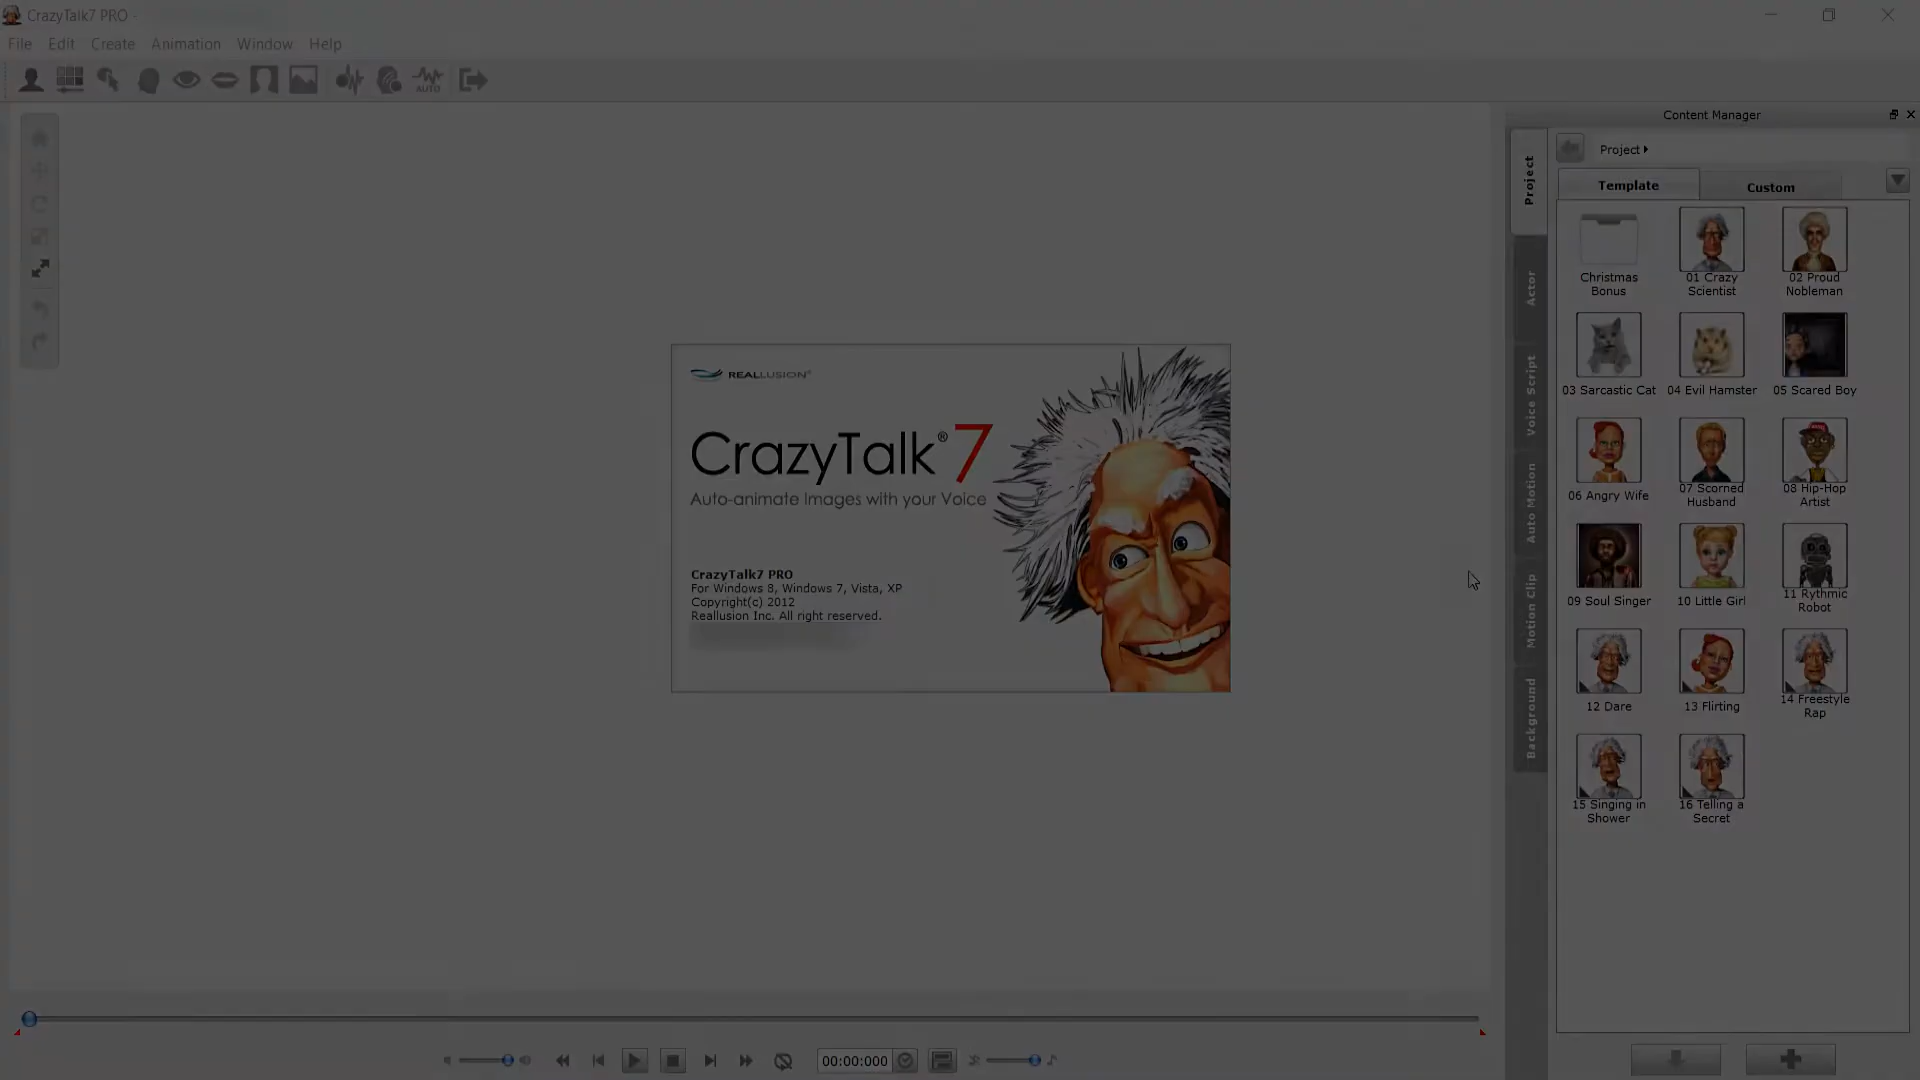 CrazyTalk7 PRO -
File Edit Create Animation Window Help
AUTO
Content Manager
Project
Template Custom
Project
Actor
Voice Script
Auto Motion
Motion Clip
Background
Christmas Bonus
01 Crazy Scientist
02 Proud Nobleman
03 Sarcastic Cat
04 Evil Hamster
05 Scared Boy
06 Angry Wife
07 Scorned Husband
08 Hip-Hop Artist
09 Soul Singer
10 Little Girl
11 Rythmic Robot
12 Dare
13 Flirting
14 Freestyle Rap
15 Singing in Shower
16 Telling a Secret
REALLUSION®
CrazyTalk®7
Auto-animate Images with your Voice
CrazyTalk7 PRO
For Windows 8, Windows 7, Vista, XP
Copyright(c) 2012
Reallusion Inc. All right reserved.
00:00:000